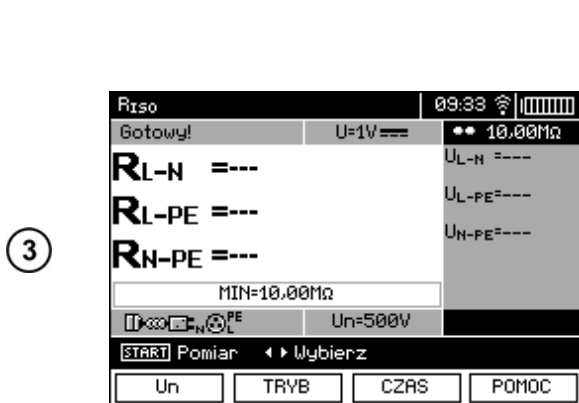 RISO 09:33
Gotowy! U=1V 10,00MΩ
RL-N =---
RL-PE =---
RN-PE =---
UL-N =---
UL-PE=---
UN-PE=---
3
MIN=10,00MΩ
N PE L Un=500V
START Pomiar Wybierz
Un TRYB CZAS POMOC